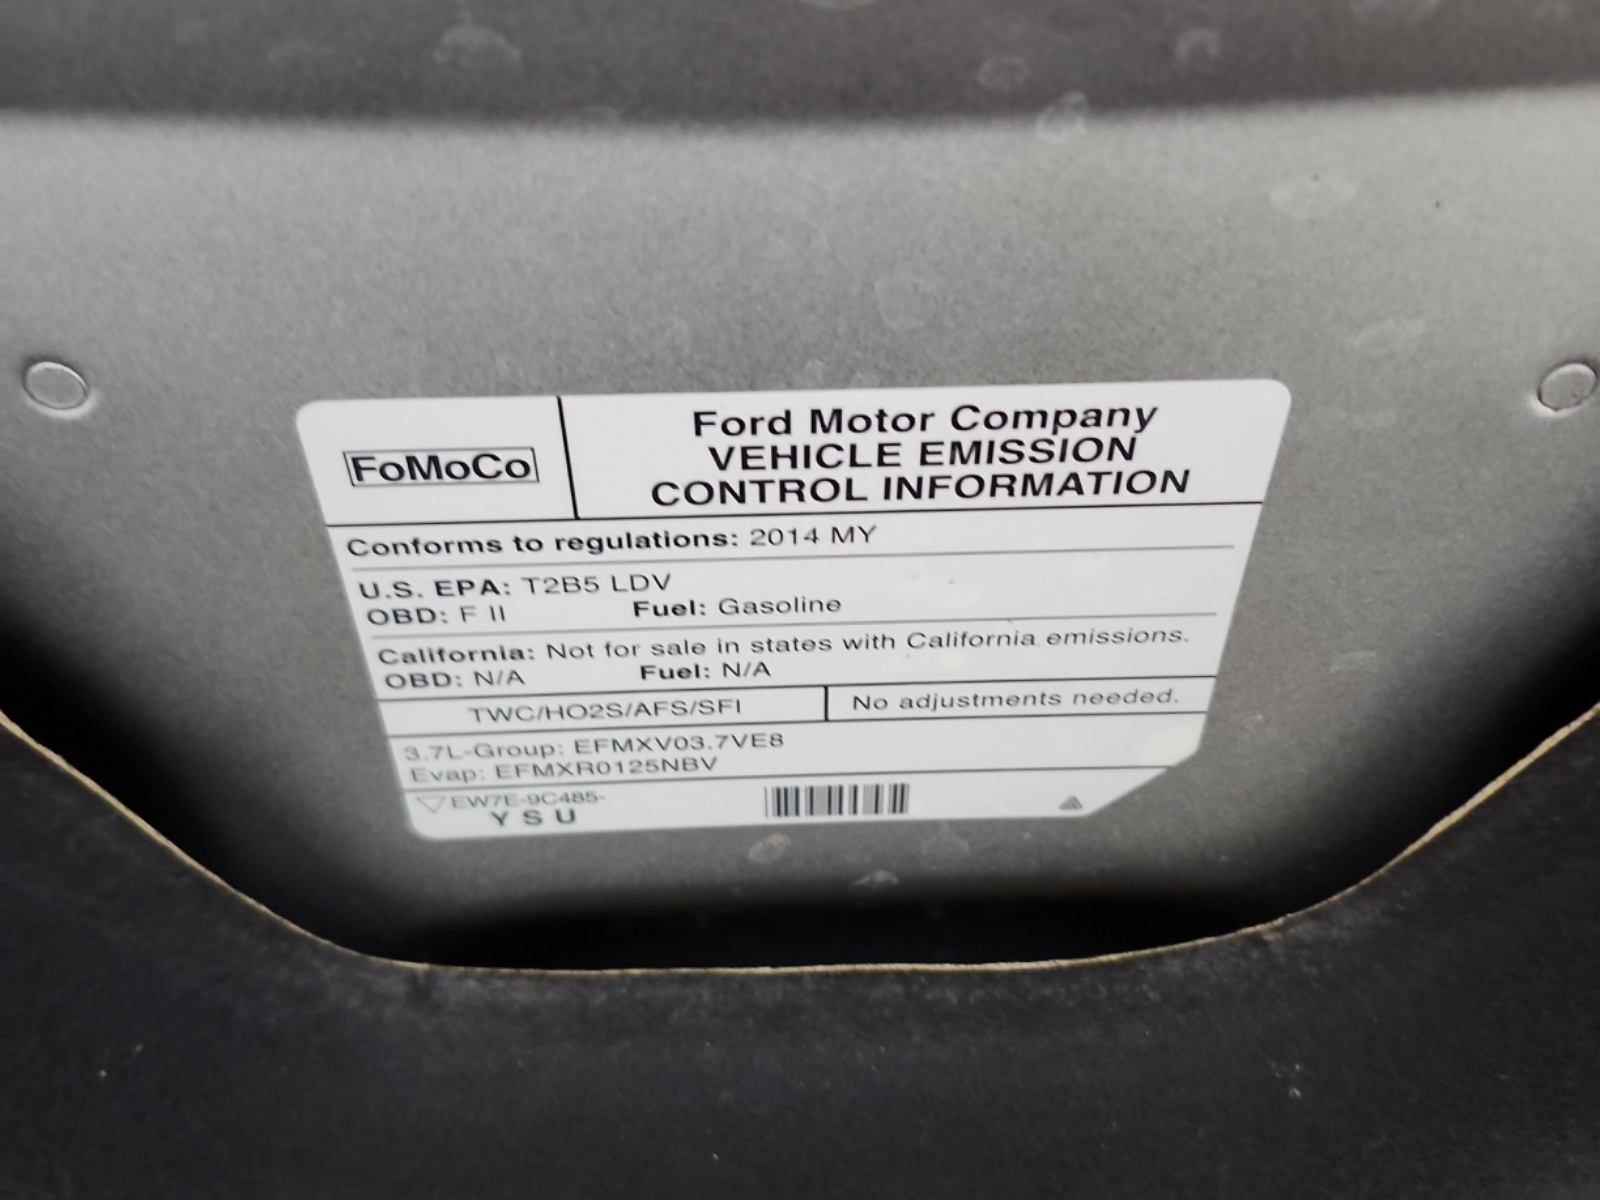 FoMoCo
Ford Motor Company
VEHICLE EMISSION
CONTROL INFORMATION
Conforms to regulations: 2014 MY
U.S. EPA: T2B5 LDV
OBD: F II Fuel: Gasoline
California: Not for sale in states with California emissions.
OBD: N/A Fuel: N/A
TWC/HO2S/AFS/SFI
No adjustments needed.
3.7L-Group: EFMXV03.7VE8
Evap: EFMXR0125NBV
EW7E-9C485-
Y S U